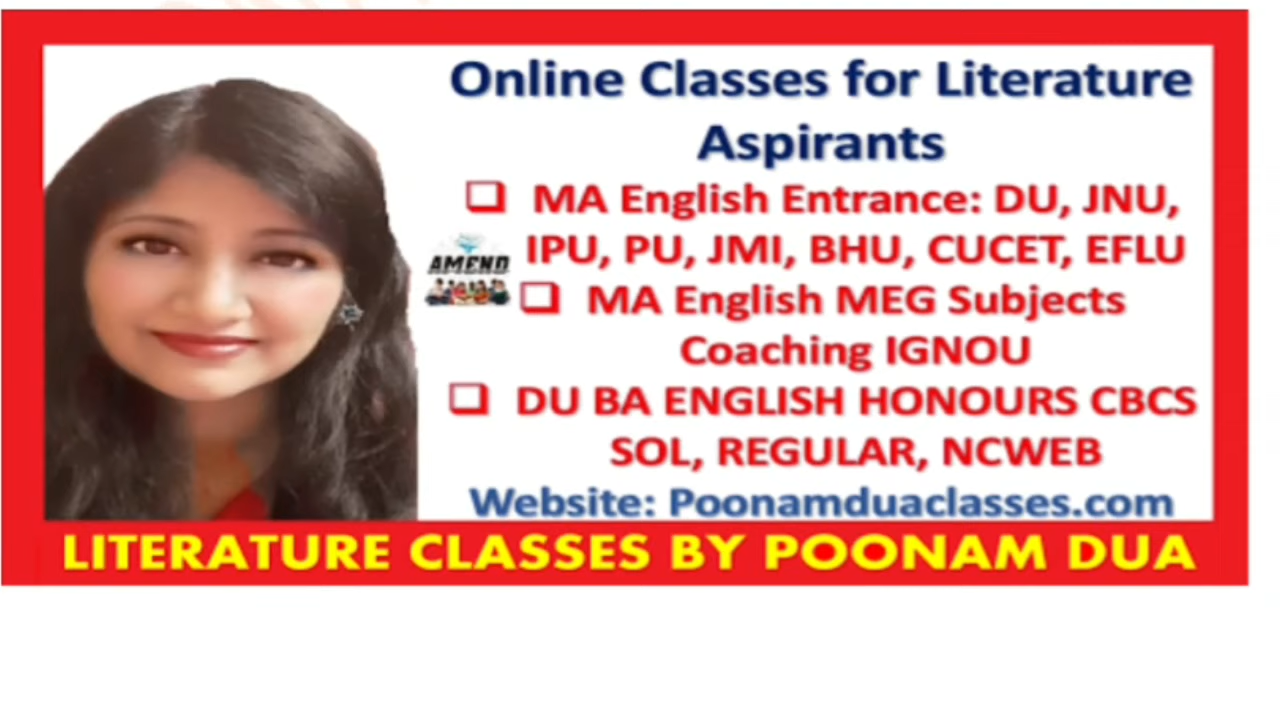 Online Classes for Literature
Aspirants
❑ MA English Entrance: DU, JNU,
IPU, PU, JMI, BHU, CUCET, EFLU
AMEND
❑ MA English MEG Subjects
Coaching IGNOU
❑ DU BA ENGLISH HONOURS CBCS
SOL, REGULAR, NCWEB
Website: Poonamduaclasses.com
LITERATURE CLASSES BY POONAM DUA